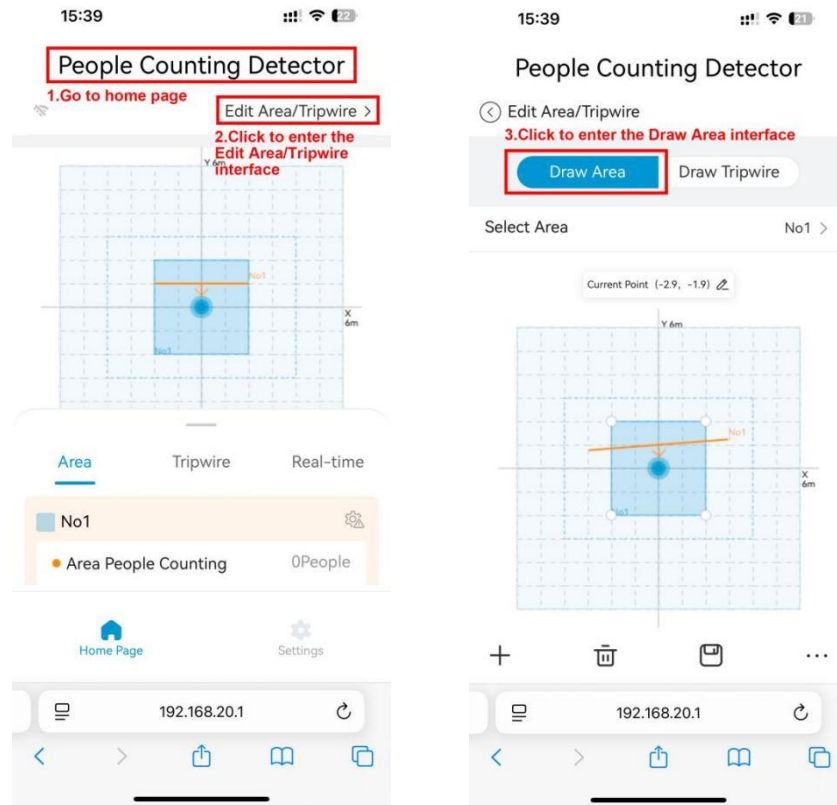 15:39
22
People Counting Detector
1.Go to home page
Edit Area/Tripwire >
2.Click to enter the
Edit Area/Tripwire
interface
Y 6m
No1
X
6m
No1
Area Tripwire Real-time
No1
Area People Counting 0People
Home Page Settings
192.168.20.1
15:39
21
People Counting Detector
Edit Area/Tripwire
3.Click to enter the Draw Area interface
Draw Area Draw Tripwire
Select Area No1 >
Current Point (-2.9, -1.9)
Y 6m
No1
X
6m
No1
192.168.20.1